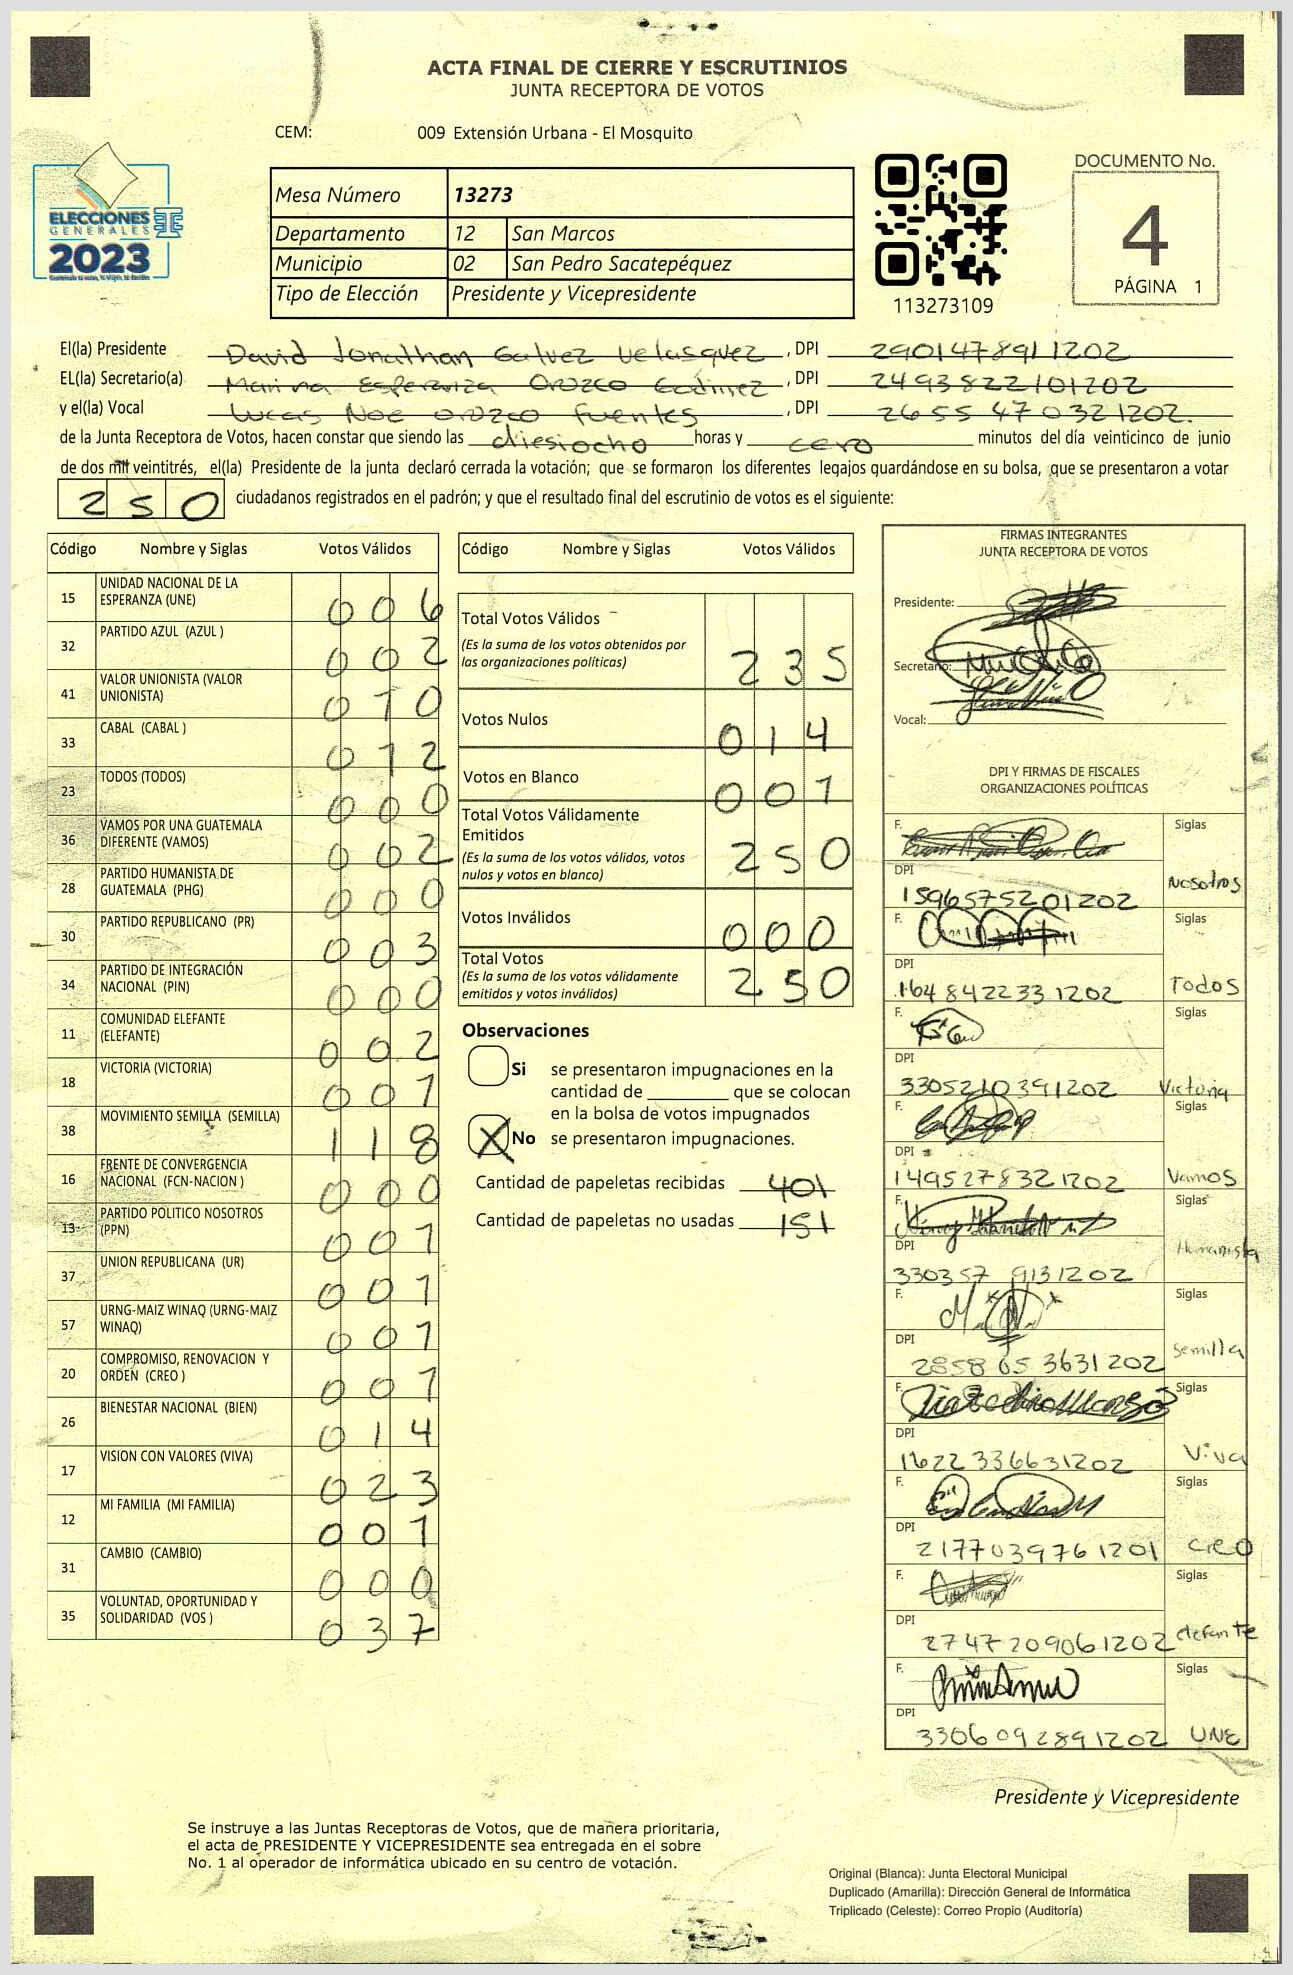 ACTA FINAL DE CIERRE Y ESCRUTINIOS
JUNTA RECEPTORA DE VOTOS
CEM: 009 Extensión Urbana - El Mosquito
ELECCIONES
GENERALES
2023
Mesa Número 13273
Departamento 12 San Marcos
Municipio 02 San Pedro Sacatepéquez
Tipo de Elección Presidente y Vicepresidente
113273109
DOCUMENTO No.
4
PÁGINA 1
El(la) Presidente David Jonathan Galvez Velasquez, DPI 2901478911202
EL(la) Secretario(a) Marina Esperanza Orozco Godinez, DPI 2493822101202
y el(la) Vocal Lucas Noe Orozco Fuentes, DPI 2655 47032 1202.
de la Junta Receptora de Votos, hacen constar que siendo las diesiocho horas y cero minutos del día veinticinco de junio
de dos mil veintitrés, el(la) Presidente de la junta declaró cerrada la votación; que se formaron los diferentes legajos guardándose en su bolsa, que se presentaron a votar
250 ciudadanos registrados en el padrón; y que el resultado final del escrutinio de votos es el siguiente:
Código Nombre y Siglas Votos Válidos
15 UNIDAD NACIONAL DE LA ESPERANZA (UNE) 006
32 PARTIDO AZUL (AZUL ) 002
41 VALOR UNIONISTA (VALOR UNIONISTA) 010
33 CABAL (CABAL ) 012
23 TODOS (TODOS) 000
36 VAMOS POR UNA GUATEMALA DIFERENTE (VAMOS) 002
28 PARTIDO HUMANISTA DE GUATEMALA (PHG) 000
30 PARTIDO REPUBLICANO (PR) 003
34 PARTIDO DE INTEGRACIÓN NACIONAL (PIN) 000
11 COMUNIDAD ELEFANTE (ELEFANTE) 002
18 VICTORIA (VICTORIA) 001
38 MOVIMIENTO SEMILLA (SEMILLA) 118
16 FRENTE DE CONVERGENCIA NACIONAL (FCN-NACION ) 000
13 PARTIDO POLITICO NOSOTROS (PPN) 001
37 UNION REPUBLICANA (UR) 001
57 URNG-MAIZ WINAQ (URNG-MAIZ WINAQ) 001
20 COMPROMISO, RENOVACION Y ORDEN (CREO ) 001
26 BIENESTAR NACIONAL (BIEN) 014
17 VISION CON VALORES (VIVA) 023
12 MI FAMILIA (MI FAMILIA) 001
31 CAMBIO (CAMBIO) 000
35 VOLUNTAD, OPORTUNIDAD Y SOLIDARIDAD (VOS ) 037
Código Nombre y Siglas Votos Válidos
Total Votos Válidos 235
(Es la suma de los votos obtenidos por
las organizaciones políticas)
Votos Nulos 014
Votos en Blanco 001
Total Votos Válidamente
Emitidos 250
(Es la suma de los votos válidos, votos
nulos y votos en blanco)
Votos Inválidos 000
Total Votos 250
(Es la suma de los votos válidamente
emitidos y votos inválidos)
Observaciones
Si se presentaron impugnaciones en la
cantidad de ________ que se colocan
en la bolsa de votos impugnados
X No se presentaron impugnaciones.
Cantidad de papeletas recibidas 401
Cantidad de papeletas no usadas 151
FIRMAS INTEGRANTES
JUNTA RECEPTORA DE VOTOS
Presidente:
Secretario:
Vocal:
DPI Y FIRMAS DE FISCALES
ORGANIZACIONES POLÍTICAS
F. Siglas
DPI 1596575201202 Nosotros
F. Siglas
DPI 1648422331202 Todos
F. Siglas
DPI 3305210391202 Victoria
F. Siglas
DPI 1495278321202 Vamos
F. Siglas
DPI 330357 9131202 Humanista
F. Siglas
DPI 2858 65 3631202 Semilla
F. Siglas
DPI 1622336631202 Viva
F. Siglas
DPI 2177039761201 Creo
F. Siglas
DPI 2747209061202 elefante
F. Siglas
DPI 3306092891202 UNE
Presidente y Vicepresidente
Se instruye a las Juntas Receptoras de Votos, que de manera prioritaria,
el acta de PRESIDENTE Y VICEPRESIDENTE sea entregada en el sobre
No. 1 al operador de informática ubicado en su centro de votación.
Original (Blanca): Junta Electoral Municipal
Duplicado (Amarilla): Dirección General de Informática
Triplicado (Celeste): Correo Propio (Auditoría)